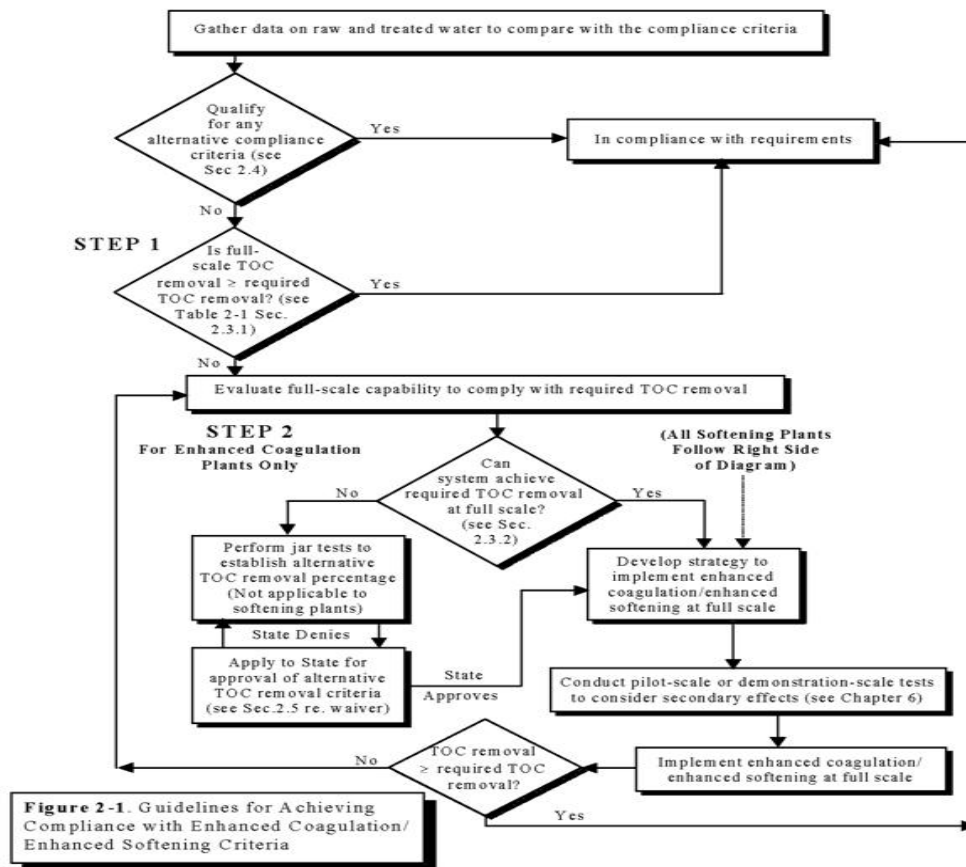 Gather data on raw and treated water to compare with the compliance criteria
Qualify
for any
alternative compliance
criteria (see
Sec 2.4)
Yes
In compliance with requirements
No
STEP 1
Is full-
scale TOC
removal ≥ required
TOC removal? (see
Table 2-1 Sec.
2.3.1)
Yes
No
Evaluate full-scale capability to comply with required TOC removal
STEP 2
For Enhanced Coagulation
Plants Only
(All Softening Plants
Follow Right Side
of Diagram)
Can
system achieve
required TOC removal
at full scale?
(see Sec.
2.3.2)
No
Yes
Perform jar tests to
establish alternative
TOC removal percentage
(Not applicable to
softening plants)
Develop strategy to
implement enhanced
coagulation/enhanced
softening at full scale
State Denies
Apply to State for
approval of alternative
TOC removal criteria
(see Sec.2.5 re. waiver)
State
Approves
Conduct pilot-scale or demonstration-scale tests
to consider secondary effects (see Chapter 6)
Implement enhanced coagulation/
enhanced softening at full scale
TOC removal
≥ required TOC
removal?
No
Yes
Figure 2-1. Guidelines for Achieving
Compliance with Enhanced Coagulation/
Enhanced Softening Criteria